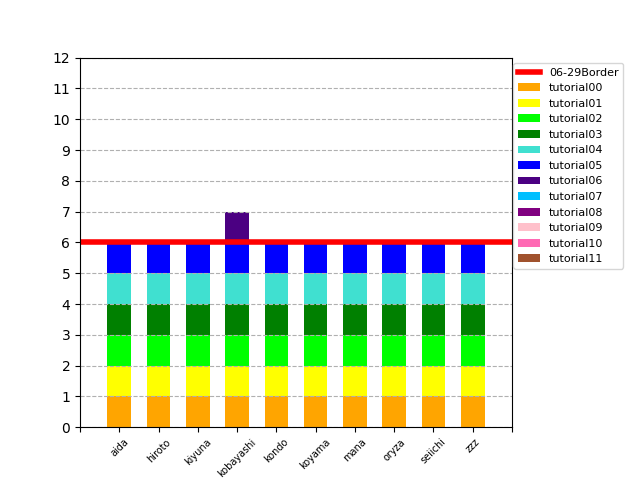 12
11
10
9
8
7
6
5
4
3
2
1
0
aida
hiroto
kiyuna
kobayashi
kondo
koyama
mana
oryza
seiichi
zzz
06-29Border
tutorial00
tutorial01
tutorial02
tutorial03
tutorial04
tutorial05
tutorial06
tutorial07
tutorial08
tutorial09
tutorial10
tutorial11